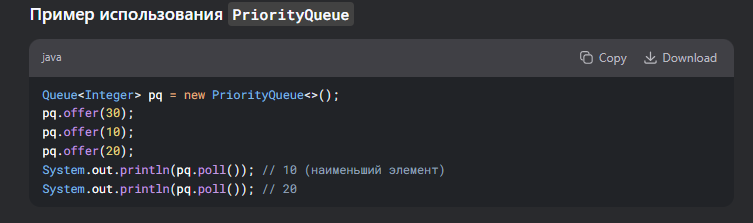 Пример использования PriorityQueue
java Copy Download
Queue<Integer> pq = new PriorityQueue<>();
pq.offer(30);
pq.offer(10);
pq.offer(20);
System.out.println(pq.poll()); // 10 (наименьший элемент)
System.out.println(pq.poll()); // 20